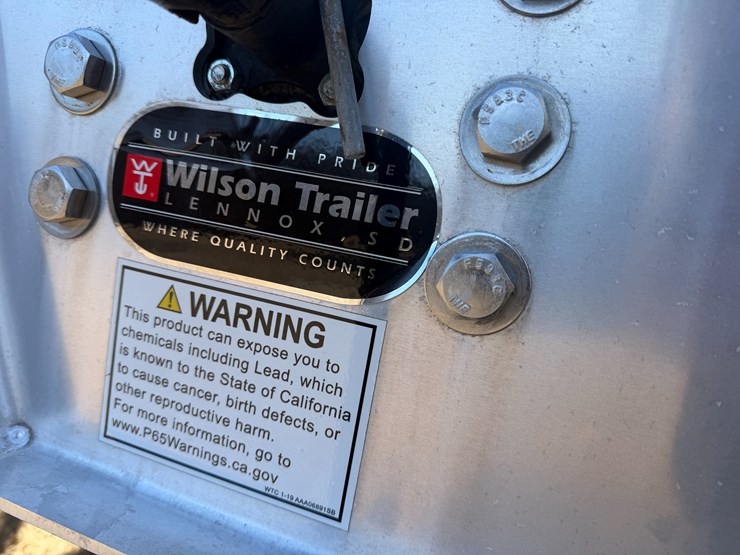 BUILT WITH PRIDE
WT Wilson Trailer
LENNOX, SD
WHERE QUALITY COUNTS
WARNING
This product can expose you to
chemicals including Lead, which
is known to the State of California
to cause cancer, birth defects, or
other reproductive harm.
For more information, go to
www.P65Warnings.ca.gov